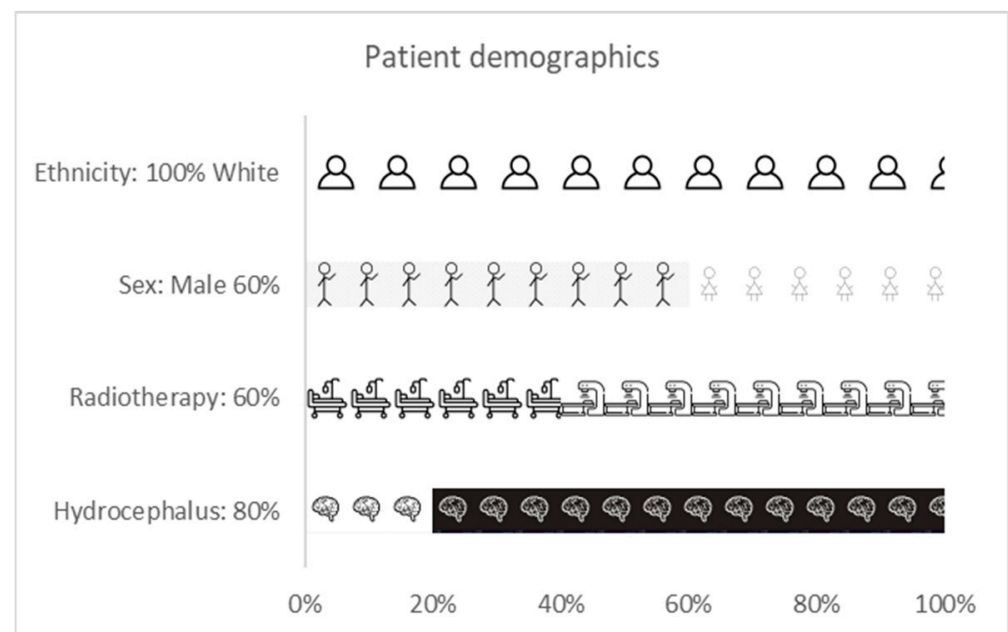 Patient demographics
Ethnicity: 100% White
Sex: Male 60%
Radiotherapy: 60%
Hydrocephalus: 80%
0% 20% 40% 60% 80% 100%